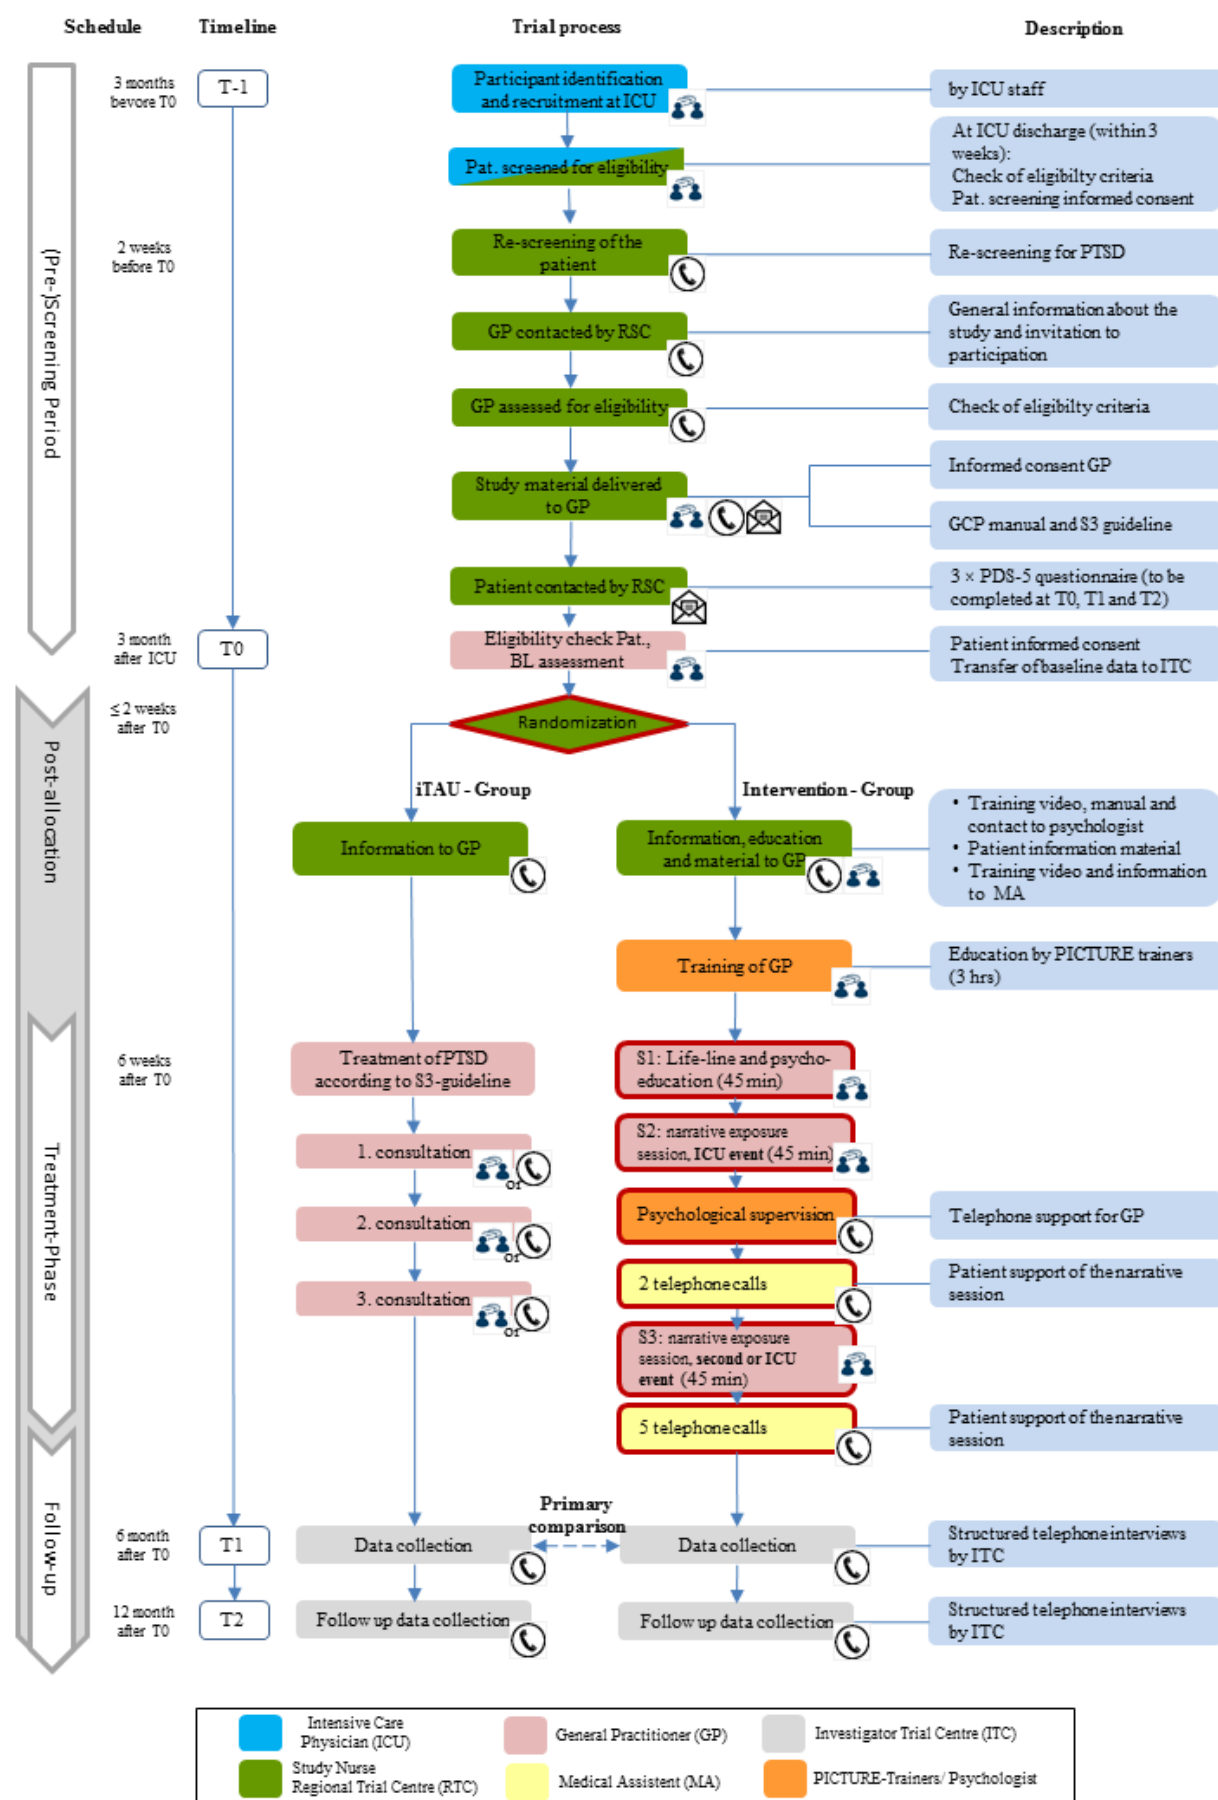 Schedule
Timeline
Trial process
Description
(Pre-)Screening Period
3 months
bevore T0
T-1
Participant identification
and recruitment at ICU
by ICU staff
Pat. screened for eligibility
At ICU discharge (within 3
weeks):
Check of eligibilty criteria
Pat. screening informed consent
2 weeks
before T0
Re-screening of the
patient
Re-screening for PTSD
GP contacted by RSC
General information about the
study and invitation to
participation
GP assessed for eligibility
Check of eligibilty criteria
Study material delivered
to GP
Informed consent GP
GCP manual and S3 guideline
Patient contacted by RSC
3 × PDS-5 questionnaire (to be
completed at T0, T1 and T2)
3 month
after ICU
T0
Eligibility check Pat.,
BL assessment
Patient informed consent
Transfer of baseline data to ITC
Post-allocation
≤ 2 weeks
after T0
Randomization
iTAU - Group
Intervention - Group
Information to GP
Information, education
and material to GP
• Training video, manual and
contact to psychologist
• Patient information material
• Training video and information
to MA
Training of GP
Education by PICTURE trainers
(3 hrs)
Treatment-Phase
6 weeks
after T0
Treatment of PTSD
according to S3-guideline
S1: Life-line and psycho-
education (45 min)
1. consultation
or
S2: narrative exposure
session, ICU event (45 min)
2. consultation
or
Psychological supervision
Telephone support for GP
3. consultation
or
2 telephone calls
Patient support of the narrative
session
S3: narrative exposure
session, second or ICU
event (45 min)
5 telephone calls
Patient support of the narrative
session
Follow-up
Primary
comparison
6 month
after T0
T1
Data collection
Data collection
Structured telephone interviews
by ITC
12 month
after T0
T2
Follow up data collection
Follow up data collection
Structured telephone interviews
by ITC
Intensive Care
Physician (ICU)
General Practitioner (GP)
Investigator Trial Centre (ITC)
Study Nurse
Regional Trial Centre (RTC)
Medical Assistent (MA)
PICTURE-Trainers/ Psychologist